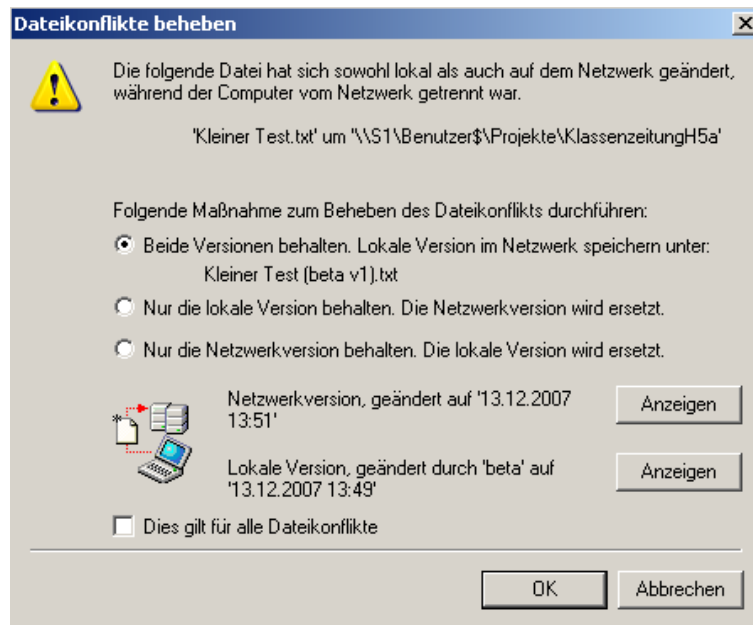 Dateikonflikte beheben
Die folgende Datei hat sich sowohl lokal als auch auf dem Netzwerk geändert,
während der Computer vom Netzwerk getrennt war.
'Kleiner Test.txt' um '\\S1\Benutzer$\Projekte\KlassenzeitungH5a'
Folgende Maßnahme zum Beheben des Dateikonflikts durchführen:
Beide Versionen behalten. Lokale Version im Netzwerk speichern unter:
Kleiner Test (beta v1).txt
Nur die lokale Version behalten. Die Netzwerkversion wird ersetzt.
Nur die Netzwerkversion behalten. Die lokale Version wird ersetzt.
Netzwerkversion, geändert auf '13.12.2007
13:51'
Anzeigen
Lokale Version, geändert durch 'beta' auf
'13.12.2007 13:49'
Anzeigen
Dies gilt für alle Dateikonflikte
OK
Abbrechen